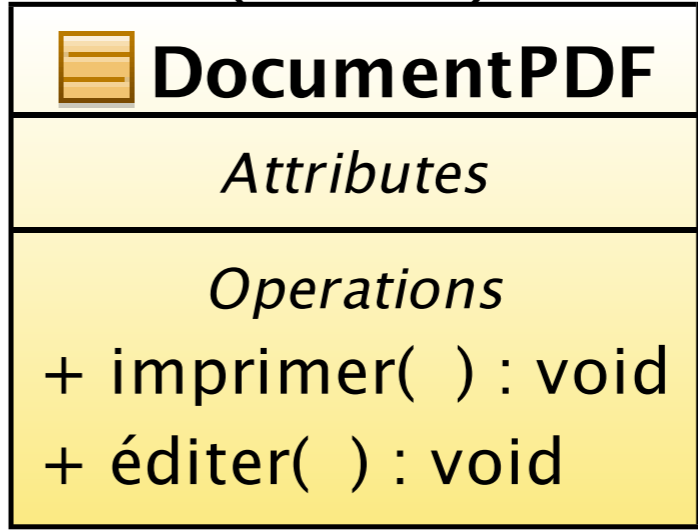 DocumentPDF
Attributes
Operations
+ imprimer( ) : void
+ éditer( ) : void